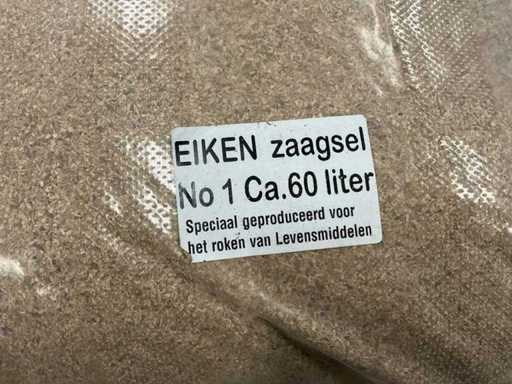 EIKEN zaagsel
No 1 Ca.60 liter
Speciaal geproduceerd voor
het roken van Levensmiddelen